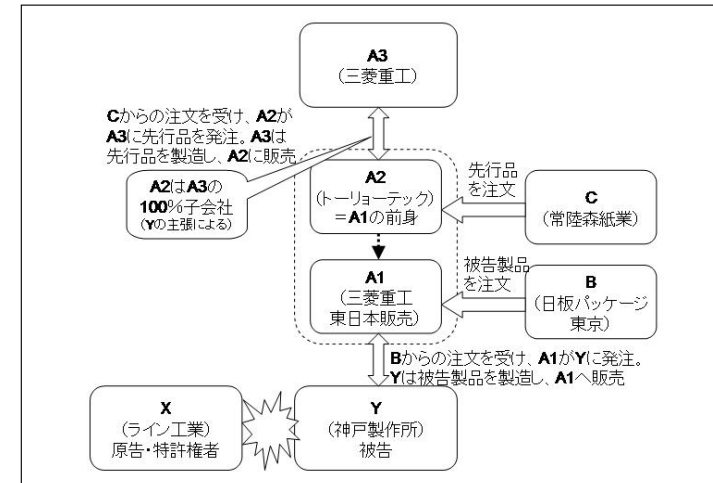 A3
(三菱重工)
Cからの注文を受け、A2が
A3に先行品を発注。A3は
先行品を製造し、A2に販売
A2はA3の
100%子会社
(Yの主張による)
A2
(トーリョーテック)
=A1の前身
先行品
を注文
C
(常陸森紙業)
A1
(三菱重工
東日本販売)
被告製品
を注文
B
(日板パッケージ
東京)
Bからの注文を受け、A1がYに発注。
Yは被告製品を製造し、A1へ販売
X
(ライン工業)
原告・特許権者
Y
(神戸製作所)
被告